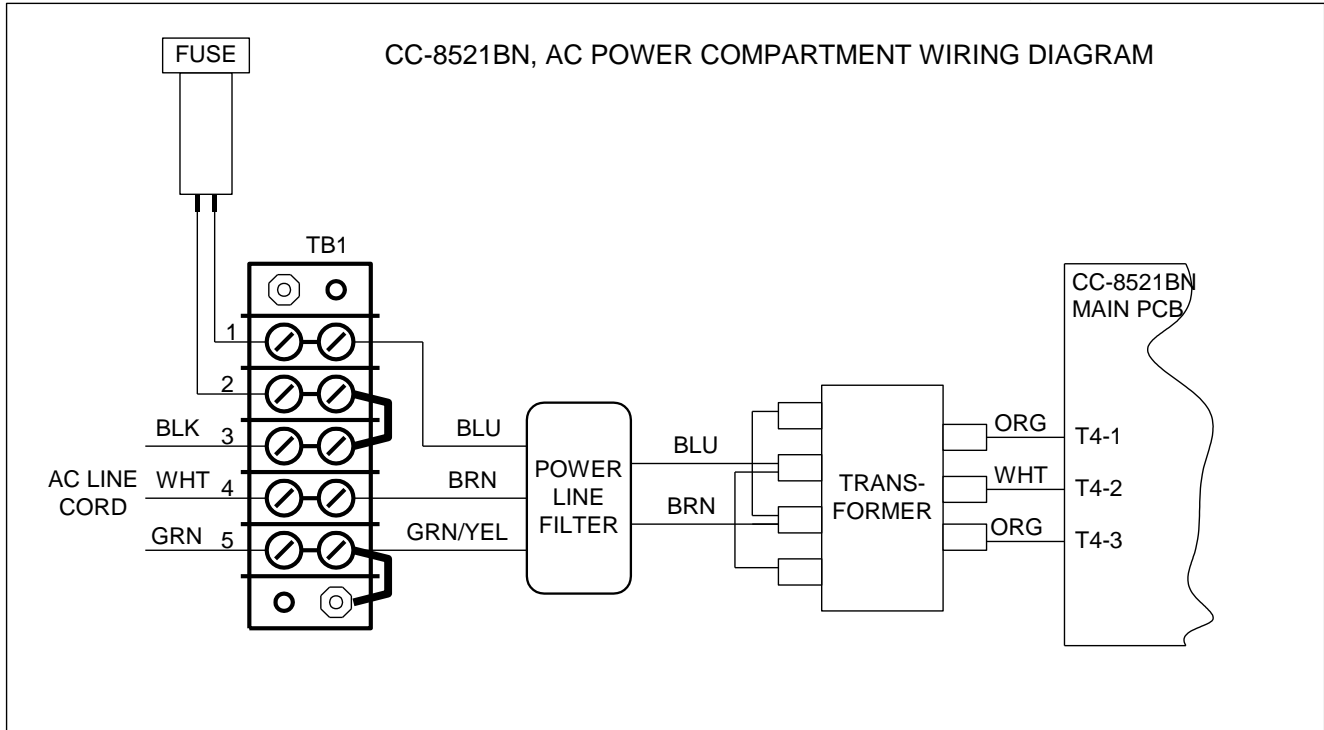 FUSE
CC-8521BN, AC POWER COMPARTMENT WIRING DIAGRAM
TB1
CC-8521BN
MAIN PCB
1
2
BLK 3
BLU
AC LINE
CORD
WHT 4
BRN
GRN 5
GRN/YEL
POWER
LINE
FILTER
BLU
BRN
TRANS-
FORMER
ORG
T4-1
WHT
T4-2
ORG
T4-3